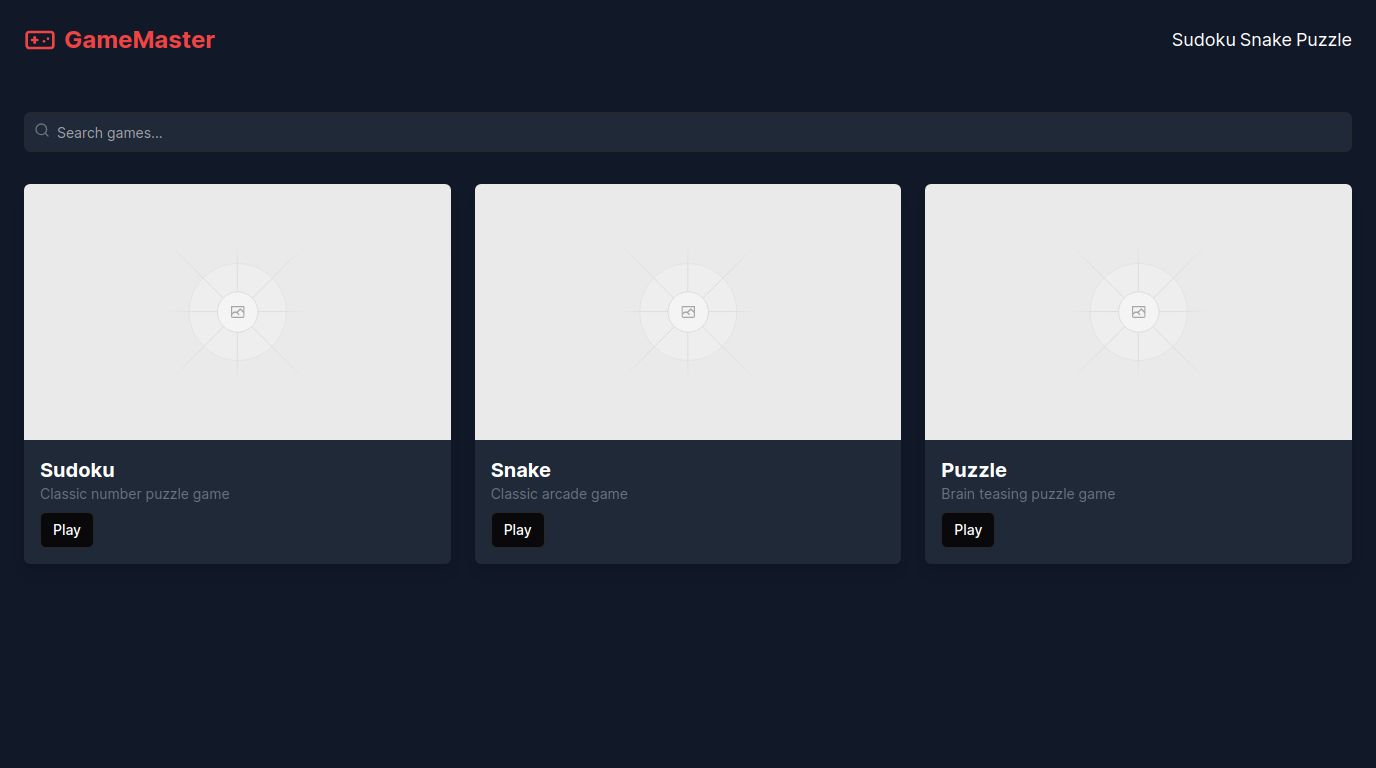 GameMaster
Sudoku Snake Puzzle
Search games...
Sudoku
Classic number puzzle game
Play
Snake
Classic arcade game
Play
Puzzle
Brain teasing puzzle game
Play